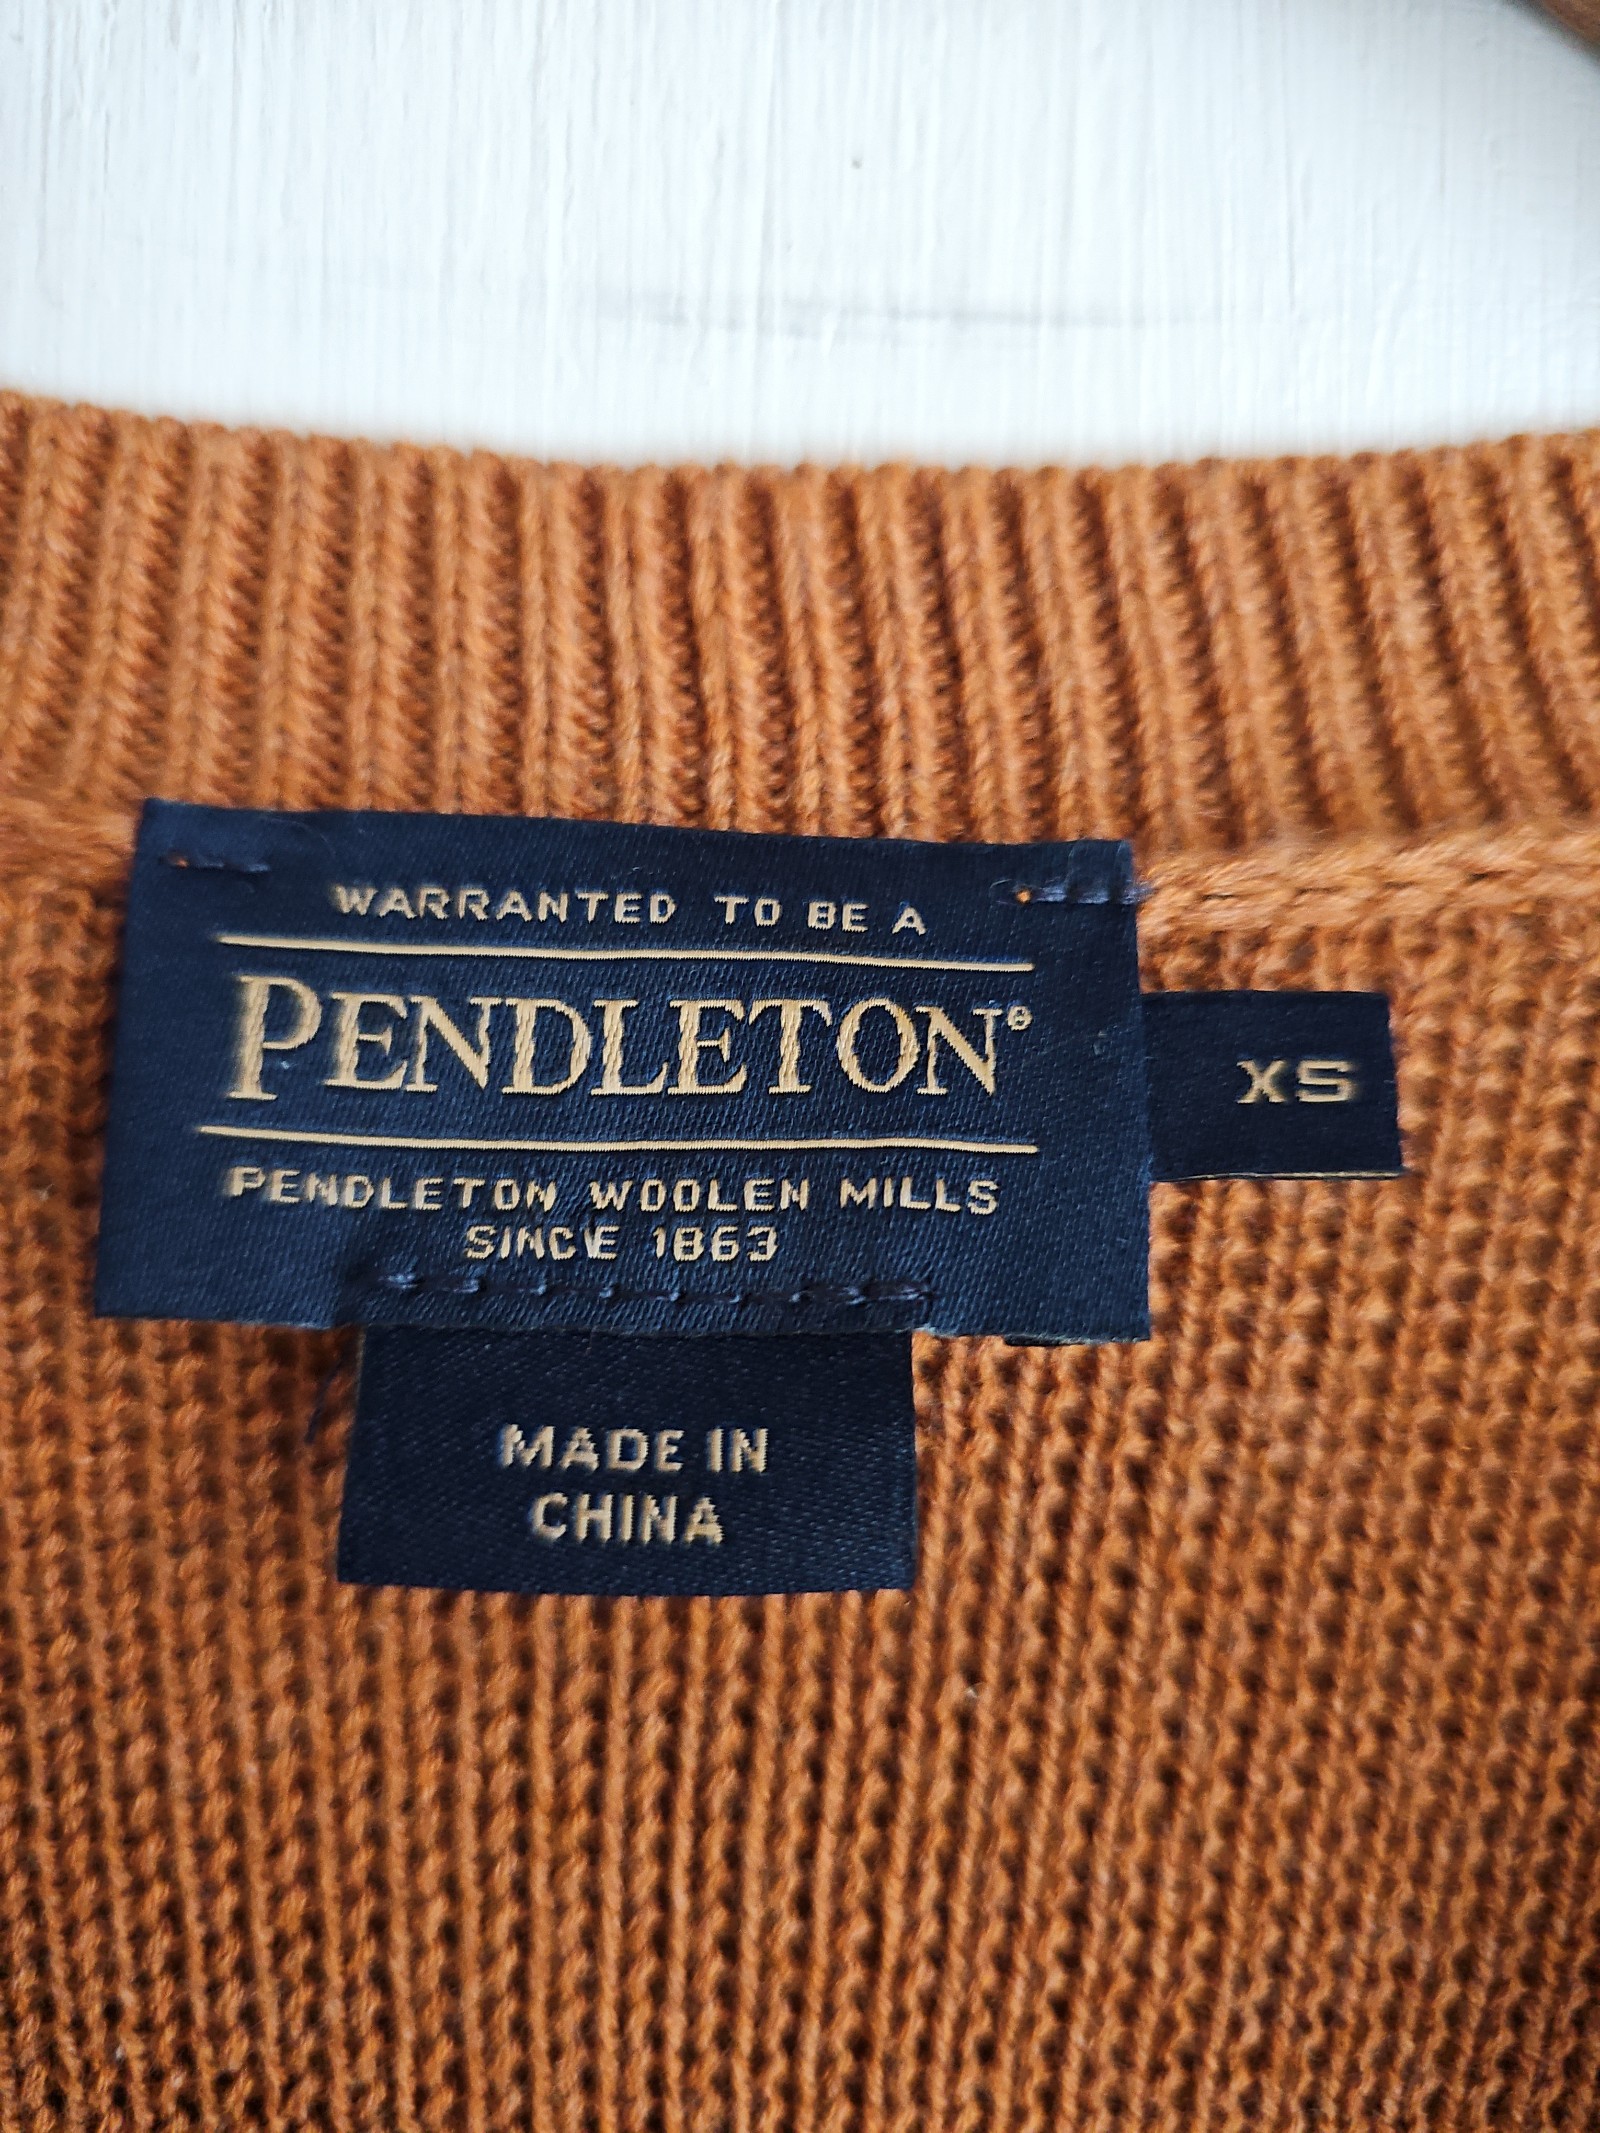 WARRANTED TO BE A
PENDLETON®
XS
PENDLETON WOOLEN MILLS
SINCE 1863
MADE IN
CHINA